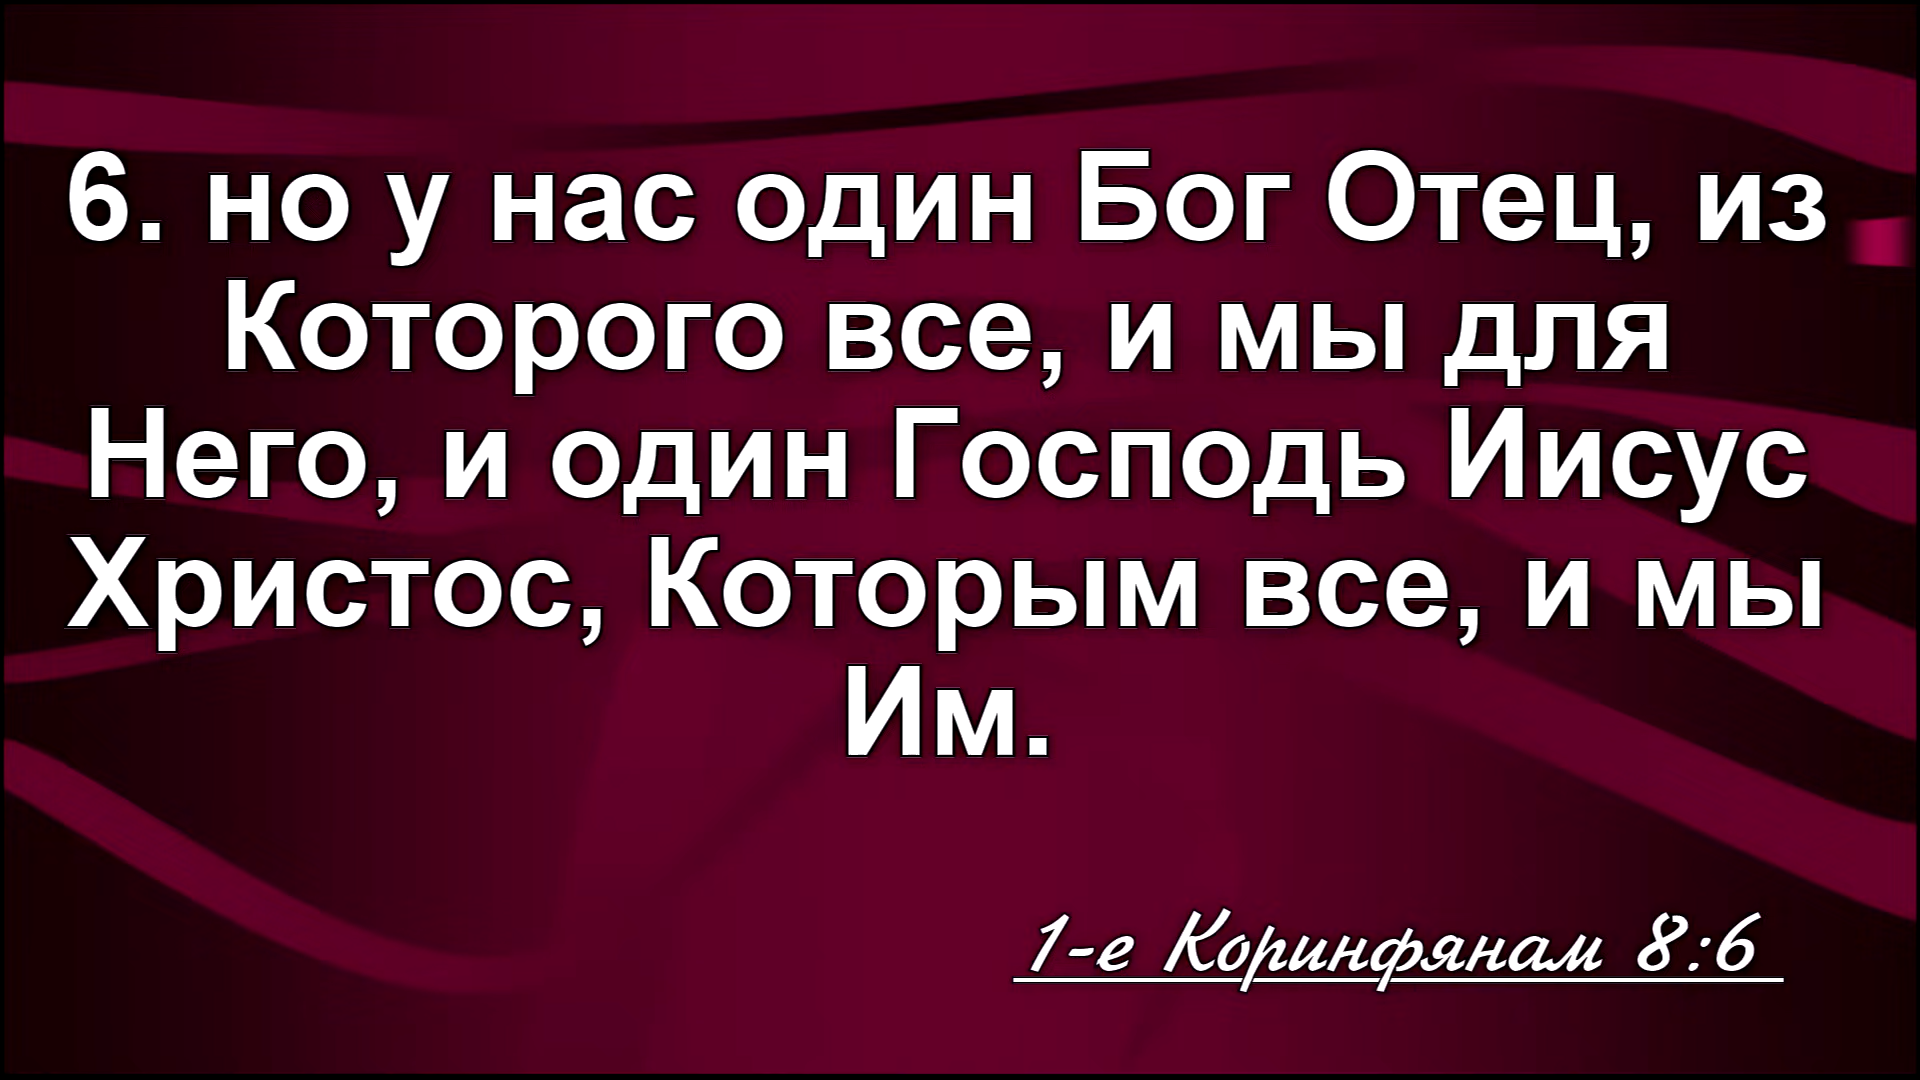 6. но у нас один Бог Отец, из
Которого все, и мы для
Него, и один Господь Иисус
Христос, Которым все, и мы
Им.
1-е Коринфянам 8:6